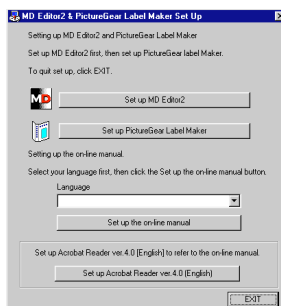 MD Editor2 & PictureGear Label Maker Set Up
Setting up MD Editor2 and PictureGear Label Maker
Set up MD Editor2 first, then set up PictureGear label Maker.
To quit set up, click EXIT.
MD
Set up MD Editor2
Set up PictureGear Label Maker
Setting up the on-line manual.
Select your language first, then click the Set up the on-line manual button.
Language
Set up the on-line manual
Set up Acrobat Reader ver.4.0 [English] to refer to the on-line manual.
Set up Acrobat Reader ver.4.0 (English)
EXIT